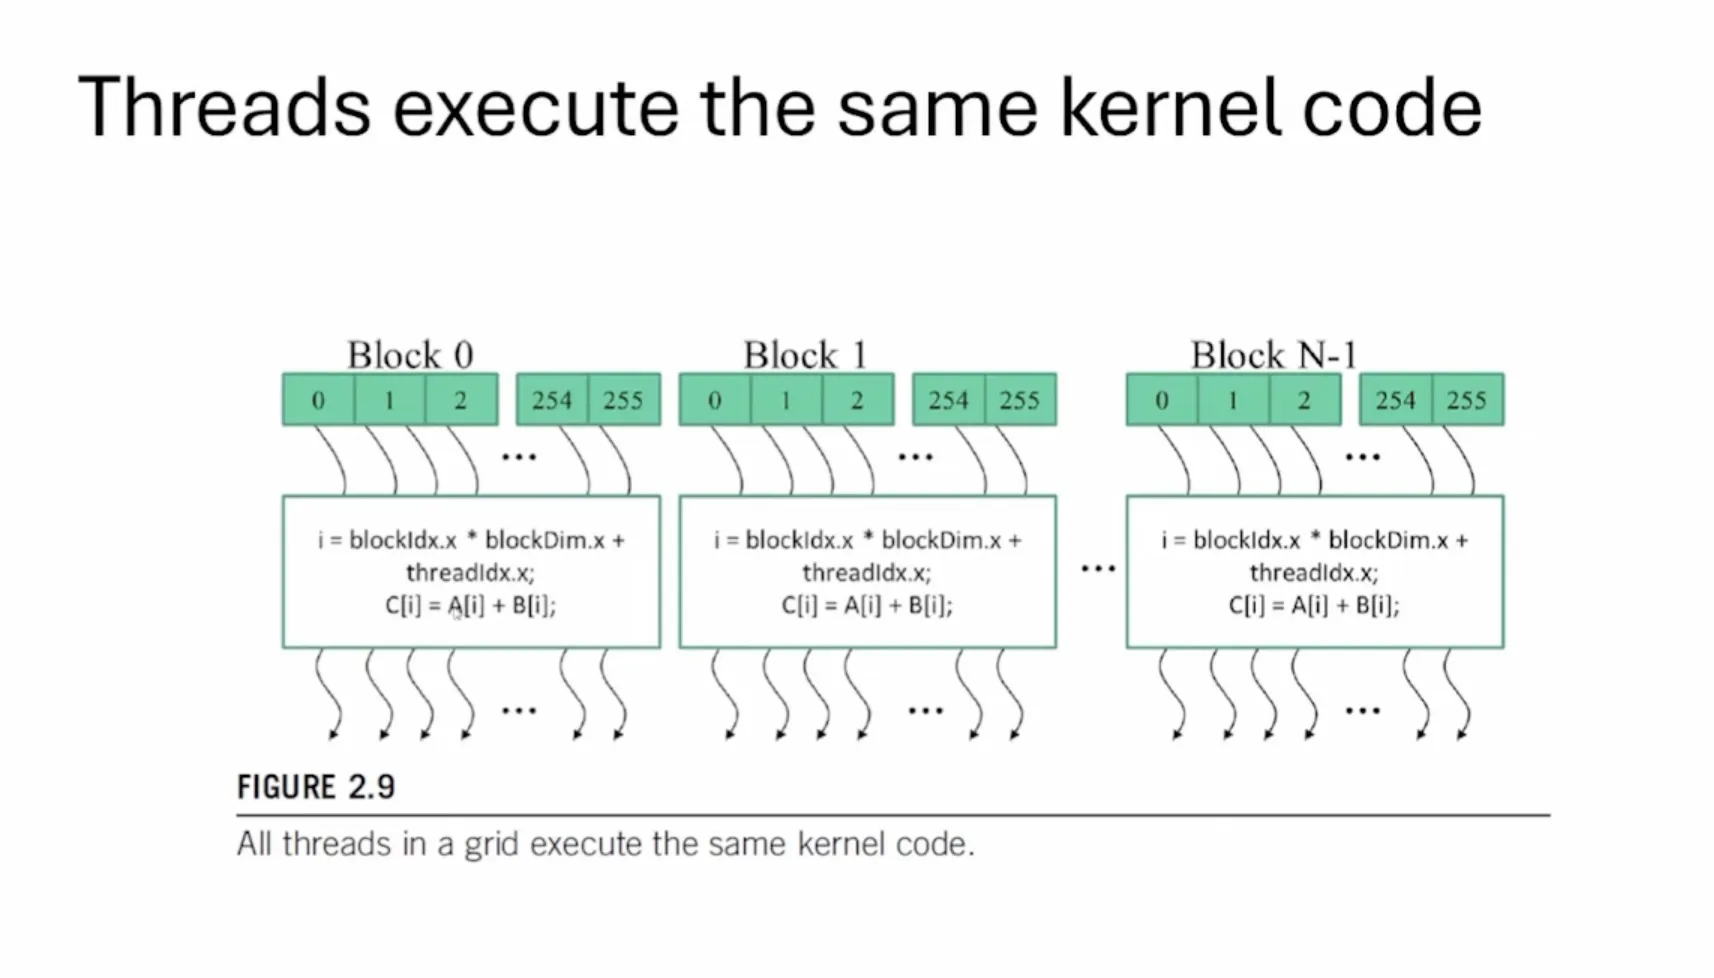 Threads execute the same kernel code
Block 0
0 1 2 254 255
...
i = blockIdx.x * blockDim.x +
threadIdx.x;
C[i] = A[i] + B[i];
...
Block 1
0 1 2 254 255
...
i = blockIdx.x * blockDim.x +
threadIdx.x;
C[i] = A[i] + B[i];
...
...
Block N-1
0 1 2 254 255
...
i = blockIdx.x * blockDim.x +
threadIdx.x;
C[i] = A[i] + B[i];
...
FIGURE 2.9
All threads in a grid execute the same kernel code.